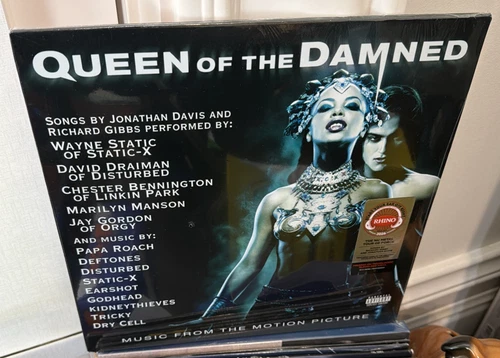 QUEEN OF THE DAMNED
SONGS BY JONATHAN DAVIS AND
RICHARD GIBBS PERFORMED BY:
WAYNE STATIC
OF STATIC-X
DAVID DRAIMAN
OF DISTURBED
CHESTER BENNINGTON
OF LINKIN PARK
MARILYN MANSON
JAY GORDON
OF ORGY
AND MUSIC BY:
PAPA ROACH
DEFTONES
DISTURBED
STATIC-X
EARSHOT
GODHEAD
KIDNEYTHIEVES
TRICKY
DRY CELL
RHINO
MUSIC FROM THE MOTION PICTURE